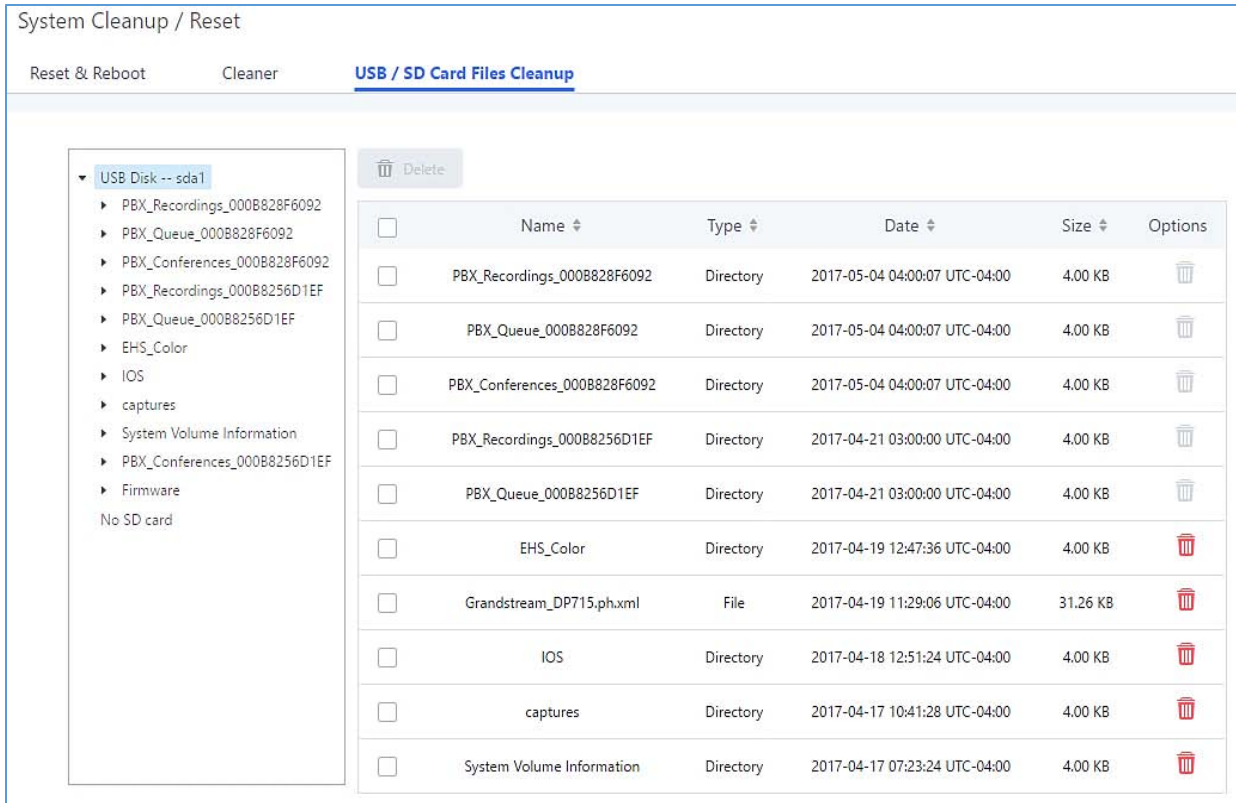 System Cleanup / Reset
Reset & Reboot Cleaner USB / SD Card Files Cleanup
USB Disk -- sda1
PBX_Recordings_000B828F6092
PBX_Queue_000B828F6092
PBX_Conferences_000B828F6092
PBX_Recordings_000B8256D1EF
PBX_Queue_000B8256D1EF
EHS_Color
IOS
captures
System Volume Information
PBX_Conferences_000B8256D1EF
Firmware
No SD card
Delete
Name Type Date Size Options
PBX_Recordings_000B828F6092 Directory 2017-05-04 04:00:07 UTC-04:00 4.00 KB
PBX_Queue_000B828F6092 Directory 2017-05-04 04:00:07 UTC-04:00 4.00 KB
PBX_Conferences_000B828F6092 Directory 2017-05-04 04:00:07 UTC-04:00 4.00 KB
PBX_Recordings_000B8256D1EF Directory 2017-04-21 03:00:00 UTC-04:00 4.00 KB
PBX_Queue_000B8256D1EF Directory 2017-04-21 03:00:00 UTC-04:00 4.00 KB
EHS_Color Directory 2017-04-19 12:47:36 UTC-04:00 4.00 KB
Grandstream_DP715.ph.xml File 2017-04-19 11:29:06 UTC-04:00 31.26 KB
IOS Directory 2017-04-18 12:51:24 UTC-04:00 4.00 KB
captures Directory 2017-04-17 10:41:28 UTC-04:00 4.00 KB
System Volume Information Directory 2017-04-17 07:23:24 UTC-04:00 4.00 KB